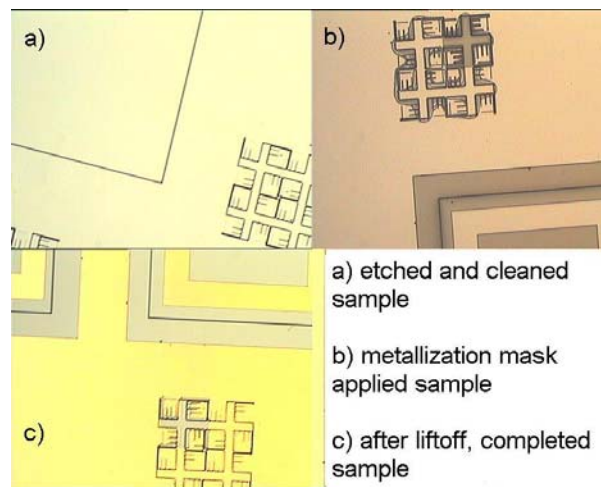 a)
b)
c)
a) etched and cleaned
sample
b) metallization mask
applied sample
c) after liftoff, completed
sample